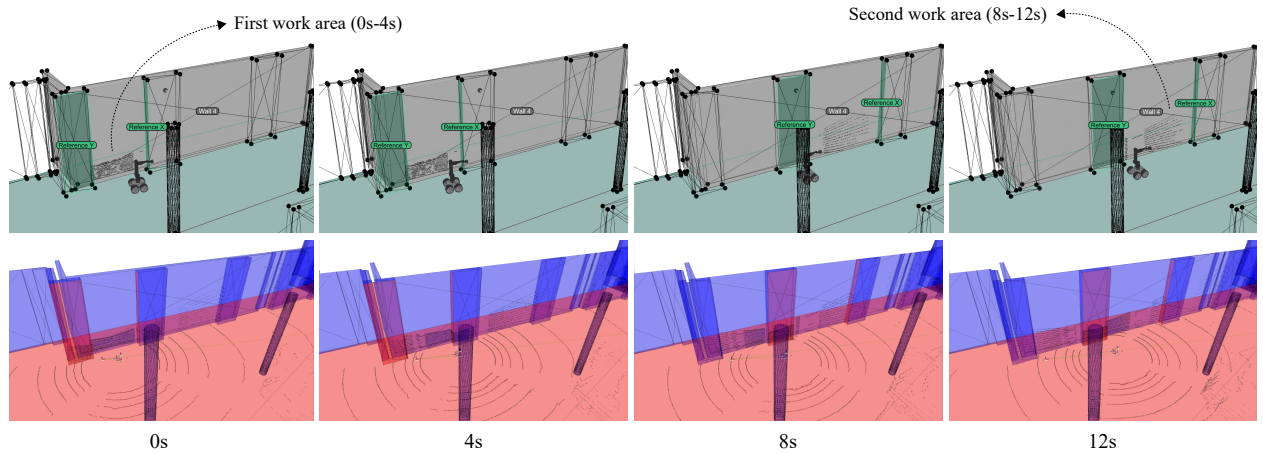 First work area (0s-4s)
Second work area (8s-12s)
Wall 4
Reference X
Reference Y
Wall 4
Reference X
Reference Y
Reference X
Wall 4
Reference Y
Reference X
Wall 4
Reference Y
0s
4s
8s
12s